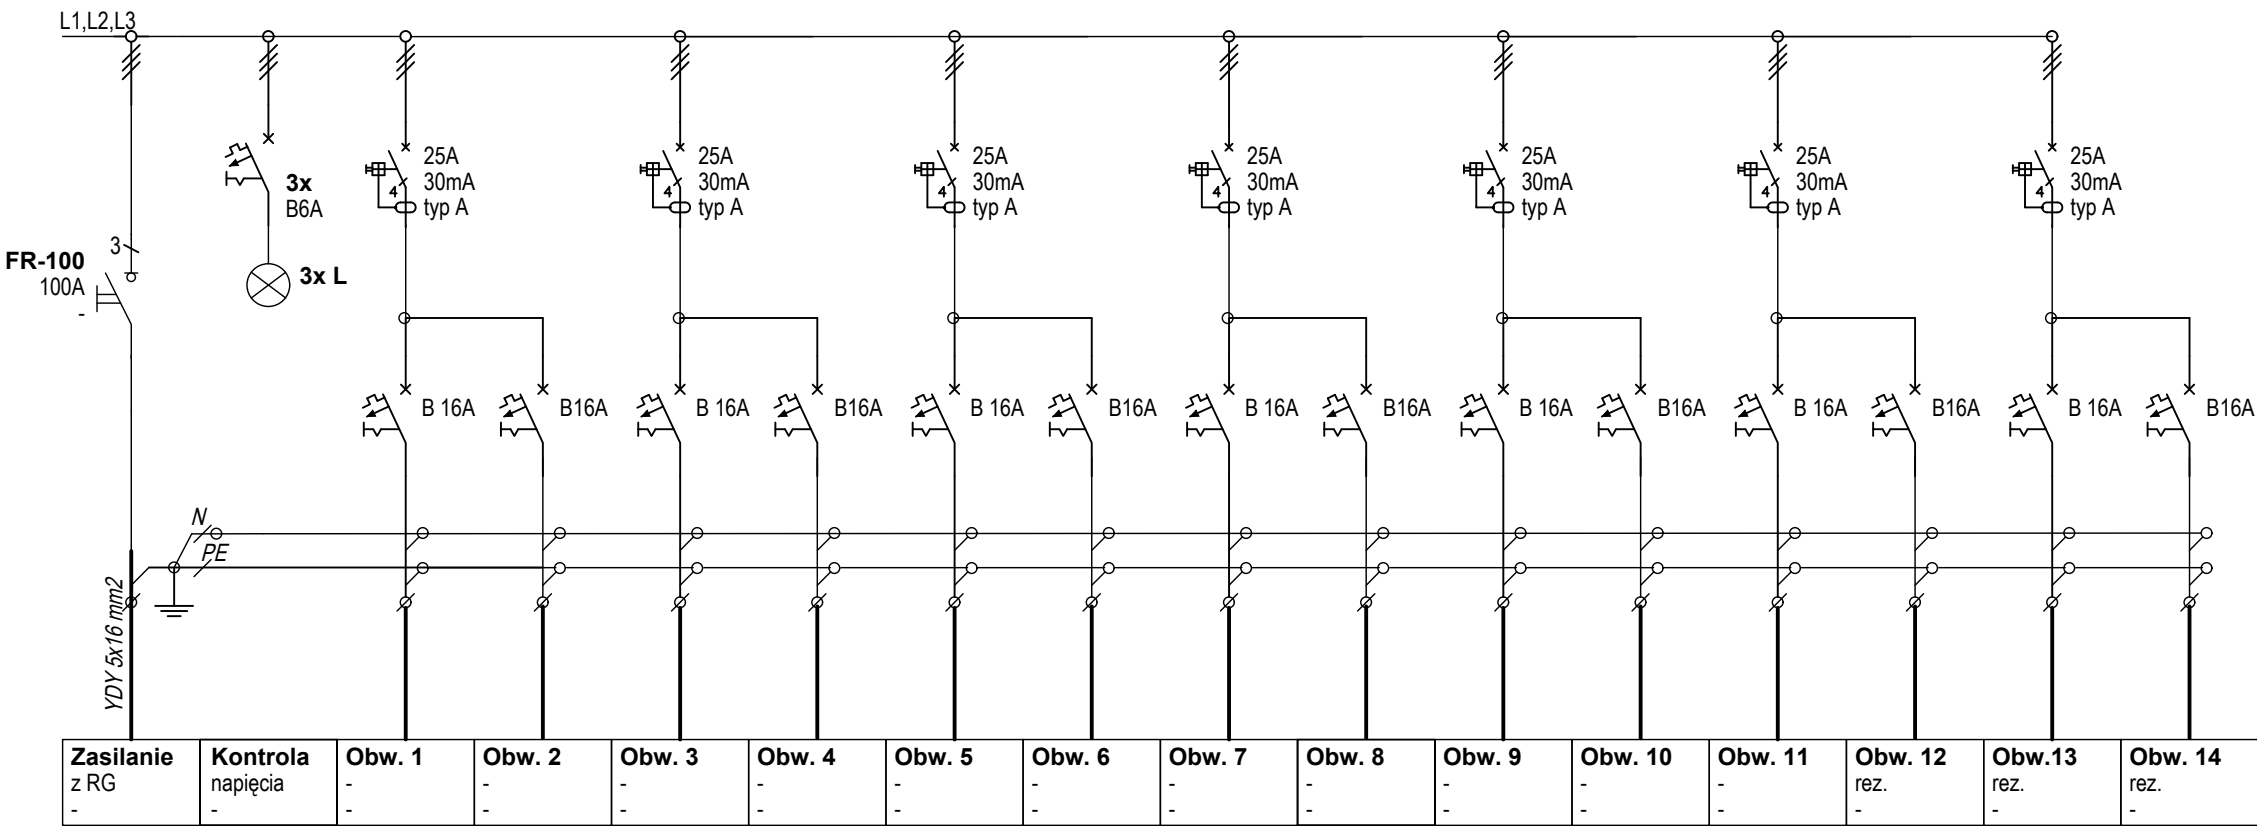 L1,L2,L3
25A
30mA
4
typ A
25A
30mA
4
typ A
25A
30mA
4
typ A
25A
30mA
4
typ A
25A
30mA
4
typ A
25A
30mA
4
typ A
25A
30mA
4
typ A
3x
B6A
3
FR-100
100A
-
3x L
B 16A
B16A
B 16A
B16A
B 16A
B16A
B 16A
B16A
B 16A
B16A
B 16A
B16A
B 16A
B16A
N
PE
YDY 5x16 mm2
Zasilanie
z RG
-
Kontrola
napięcia
-
Obw. 1
-
-
Obw. 2
-
-
Obw. 3
-
-
Obw. 4
-
-
Obw. 5
-
-
Obw. 6
-
-
Obw. 7
-
-
Obw. 8
-
-
Obw. 9
-
-
Obw. 10
-
-
Obw. 11
-
-
Obw. 12
rez.
-
Obw.13
rez.
-
Obw. 14
rez.
-